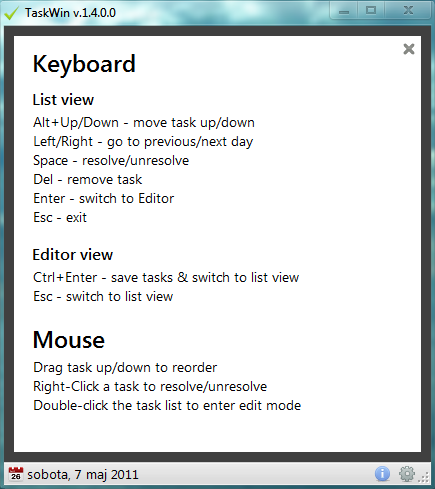 TaskWin v.1.4.0.0
Keyboard
List view
Alt+Up/Down - move task up/down
Left/Right - go to previous/next day
Space - resolve/unresolve
Del - remove task
Enter - switch to Editor
Esc - exit
Editor view
Ctrl+Enter - save tasks & switch to list view
Esc - switch to list view
Mouse
Drag task up/down to reorder
Right-Click a task to resolve/unresolve
Double-click the task list to enter edit mode
26 sobota, 7 maj 2011